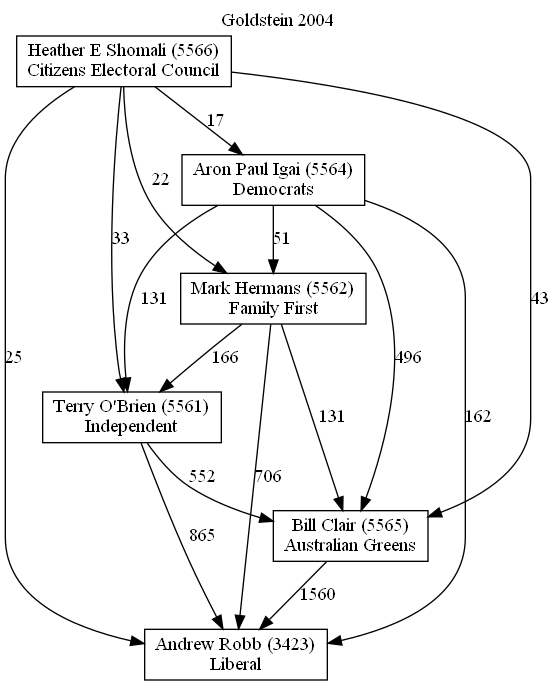 Goldstein 2004
Heather E Shomali (5566)
Citizens Electoral Council
17
Aron Paul Igai (5564)
Democrats
22
33
51
131
43
Mark Hermans (5562)
Family First
25
166
131
496
162
Terry O'Brien (5561)
Independent
552
706
865
Bill Clair (5565)
Australian Greens
1560
Andrew Robb (3423)
Liberal